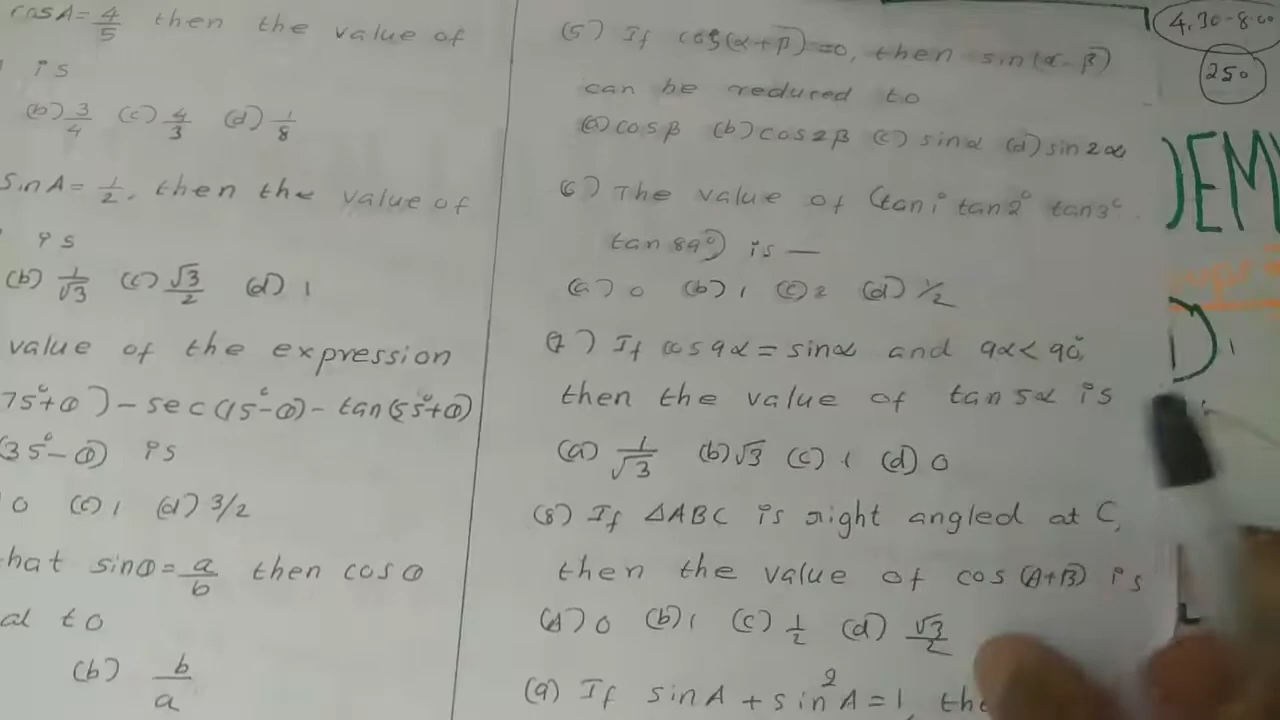 cosA=4/5 then the value of
is
(b) 3/4 (c) 4/3 (d) 1/8
sinA=1/2, then the value of
is
(b) 1/√3 (c) √3/2 (d) 1
value of the expression
75°+θ)-sec(15°-θ)-tan(55°+θ)
35°-θ) is
0 (c) 1 (d) 3/2
hat sinθ=a/b then cosθ
al to
(b) b/a
(5) If cos(α+β)=0, then sin(α-β)
can be reduced to
(a) cosβ (b) cos2β (c) sinα (d) sin2α
(6) The value of (tan1° tan2° tan3°
tan89°) is —
(a) 0 (b) 1 (c) 2 (d) 1/2
(7) If cos9α=sinα and 9α<90°,
then the value of tan5α is
(a) 1/√3 (b) √3 (c) 1 (d) 0
(8) If △ABC is right angled at C,
then the value of cos(A+B) is
(a) 0 (b) 1 (c) 1/2 (d) √3/2
(9) If sinA+sin²A=1, the
4.30-8.00
250
DEM
D